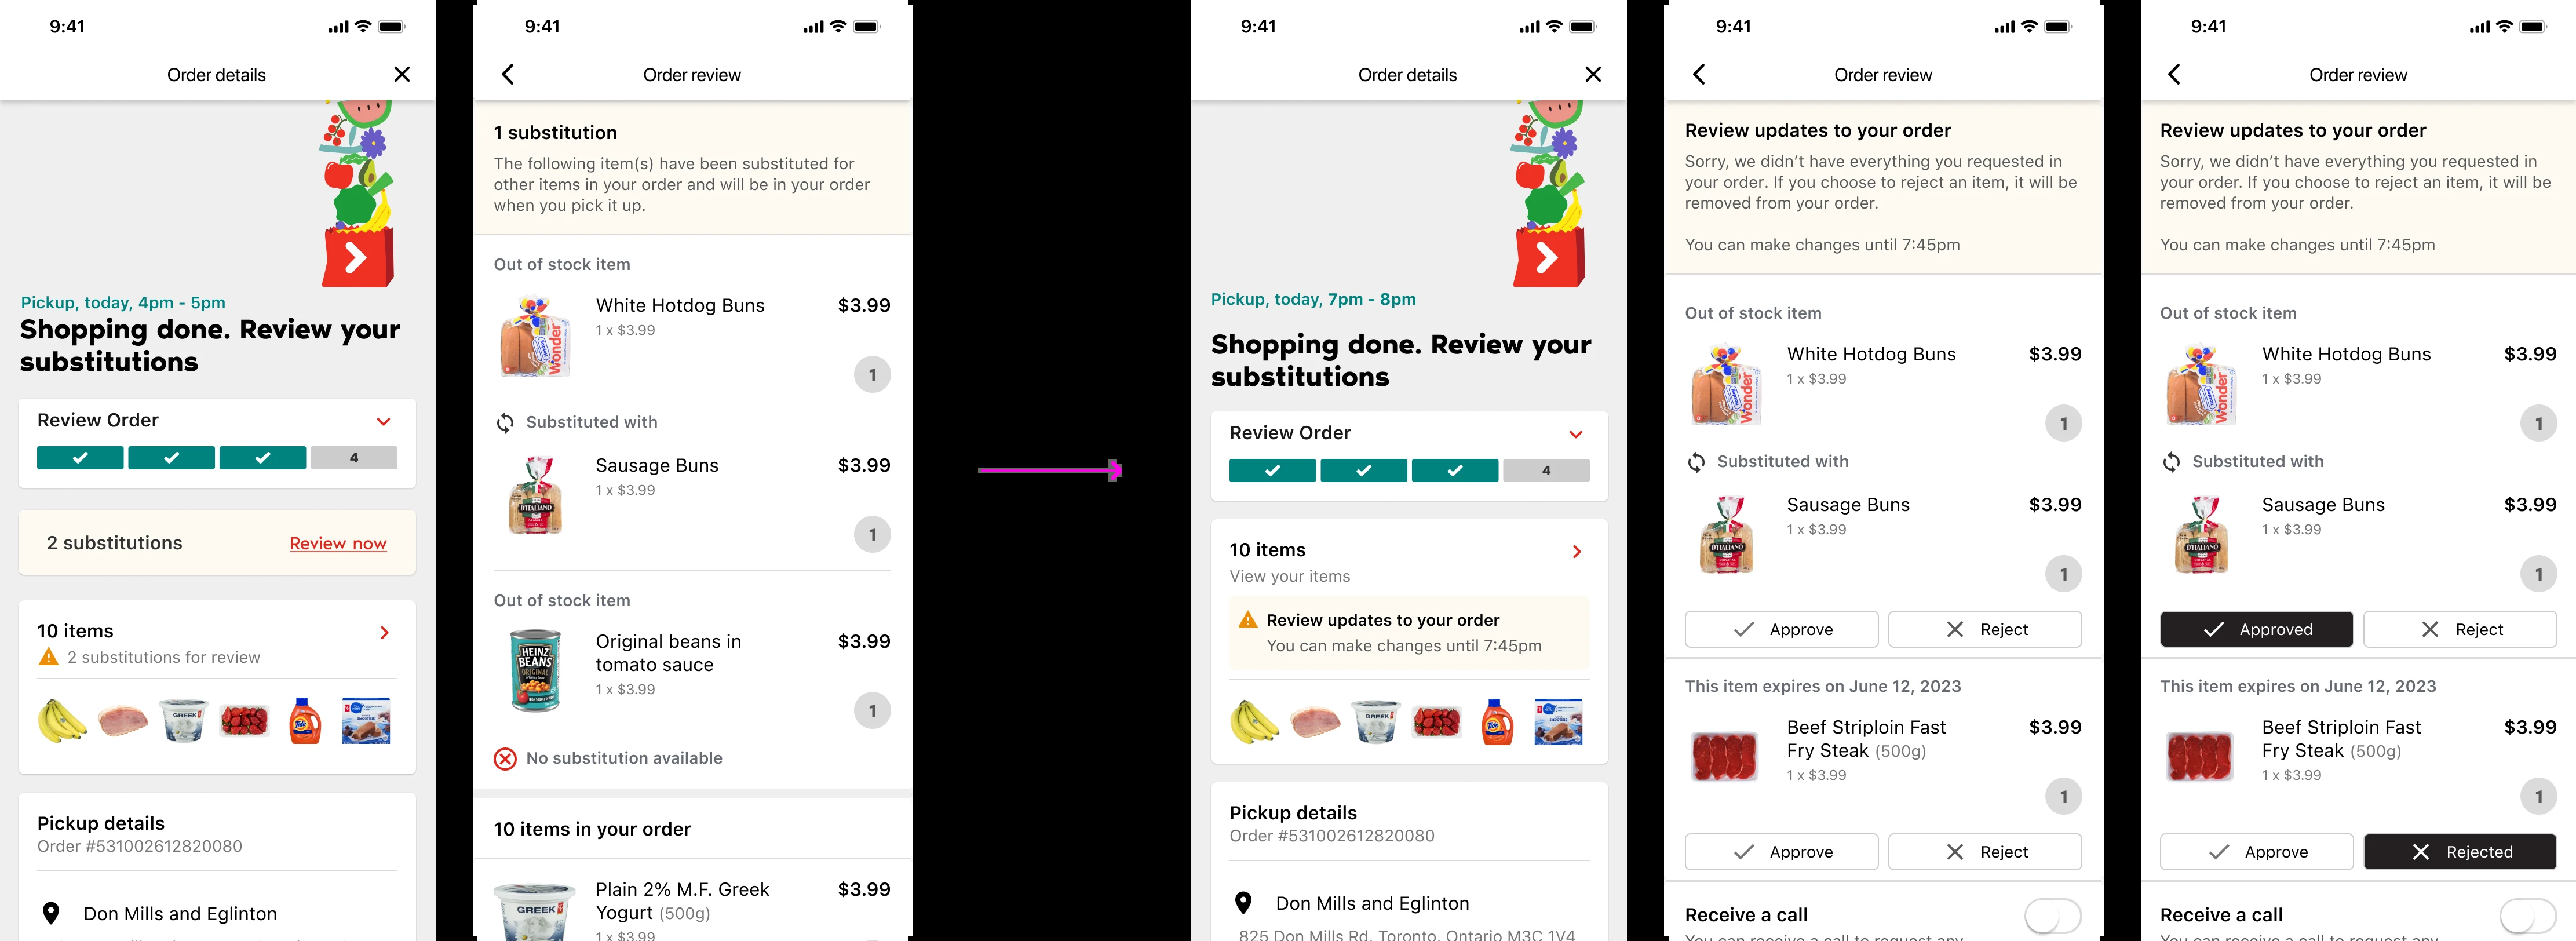 9:41
Order details
Pickup, today, 4pm - 5pm
Shopping done. Review your
substitutions
Review Order
4
2 substitutions
Review now
10 items
2 substitutions for review
GREEK
Tide
Pickup details
Order #531002612820080
Don Mills and Eglinton
9:41
Order review
1 substitution
The following item(s) have been substituted for
other items in your order and will be in your order
when you pick it up.
Out of stock item
White Hotdog Buns
$3.99
1 x $3.99
Wonder
1
Substituted with
Sausage Buns
$3.99
1 x $3.99
D'ITALIANO
1
Out of stock item
Original beans in
tomato sauce
$3.99
1 x $3.99
HEINZ
BEANS
ORIGINAL
1
No substitution available
10 items in your order
Plain 2% M.F. Greek
Yogurt (500g)
$3.99
1 x $3.99
GREEK
9:41
Order details
Pickup, today, 7pm - 8pm
Shopping done. Review your
substitutions
Review Order
4
10 items
View your items
Review updates to your order
You can make changes until 7:45pm
GREEK
Tide
Pickup details
Order #531002612820080
Don Mills and Eglinton
825 Don Mills Rd, Toronto, Ontario M3C 1V4
9:41
Order review
Review updates to your order
Sorry, we didn’t have everything you requested in
your order. If you choose to reject an item, it will be
removed from your order.
You can make changes until 7:45pm
Out of stock item
White Hotdog Buns
$3.99
1 x $3.99
Wonder
1
Substituted with
Sausage Buns
$3.99
1 x $3.99
D'ITALIANO
1
Approve
Reject
This item expires on June 12, 2023
Beef Striploin Fast
Fry Steak (500g)
$3.99
1 x $3.99
1
Approve
Reject
Receive a call
You can receive a call to request any
9:41
Order review
Review updates to your order
Sorry, we didn’t have everything you requested in
your order. If you choose to reject an item, it will be
removed from your order.
You can make changes until 7:45pm
Out of stock item
White Hotdog Buns
$3.99
1 x $3.99
Wonder
1
Substituted with
Sausage Buns
$3.99
1 x $3.99
D'ITALIANO
1
Approved
Reject
This item expires on June 12, 2023
Beef Striploin Fast
Fry Steak (500g)
$3.99
1 x $3.99
1
Approve
Rejected
Receive a call
You can receive a call to request any